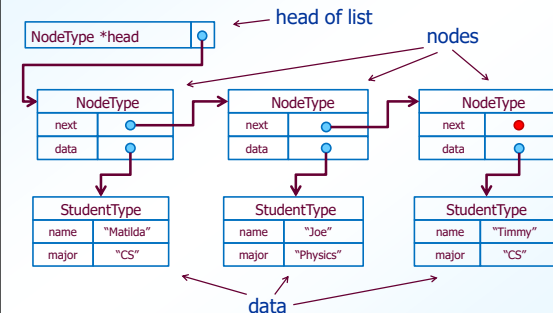 head of list
NodeType *head
nodes
NodeType NodeType NodeType
next next next
data data data
StudentType StudentType StudentType
name “Matilda” name “Joe” name “Timmy”
major “CS” major “Physics” major “CS”
data